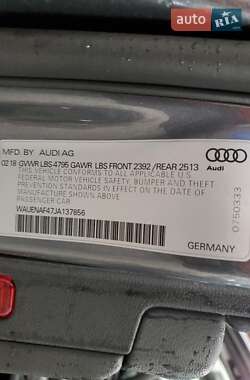 auto RIA
MFD. BY AUDI AG
02.18 GVWR LBS 4795 GAWR LBS FRONT 2392/REAR 2513
THIS VEHICLE CONFORMS TO ALL APPLICABLE U.S.
FEDERAL MOTOR VEHICLE SAFETY, BUMPER AND THEFT
PREVENTION STANDARDS IN EFFECT ON THE DATE OF
MANUFACTURE SHOWN ABOVE.
PASSENGER CAR
WAUENAF47JA137856
Audi
0750333
GERMANY